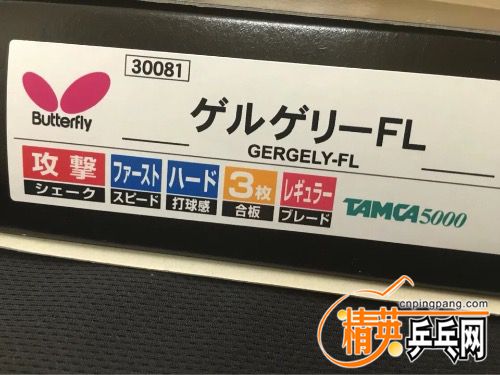 30081
Butterfly
ゲルゲリーFL
GERGELY-FL
攻撃 ファースト ハード 3枚 レギュラー
シェーク スピード 打球感 合板 ブレード
TAMCA5000
cnpingpang.com
精英乒乓网